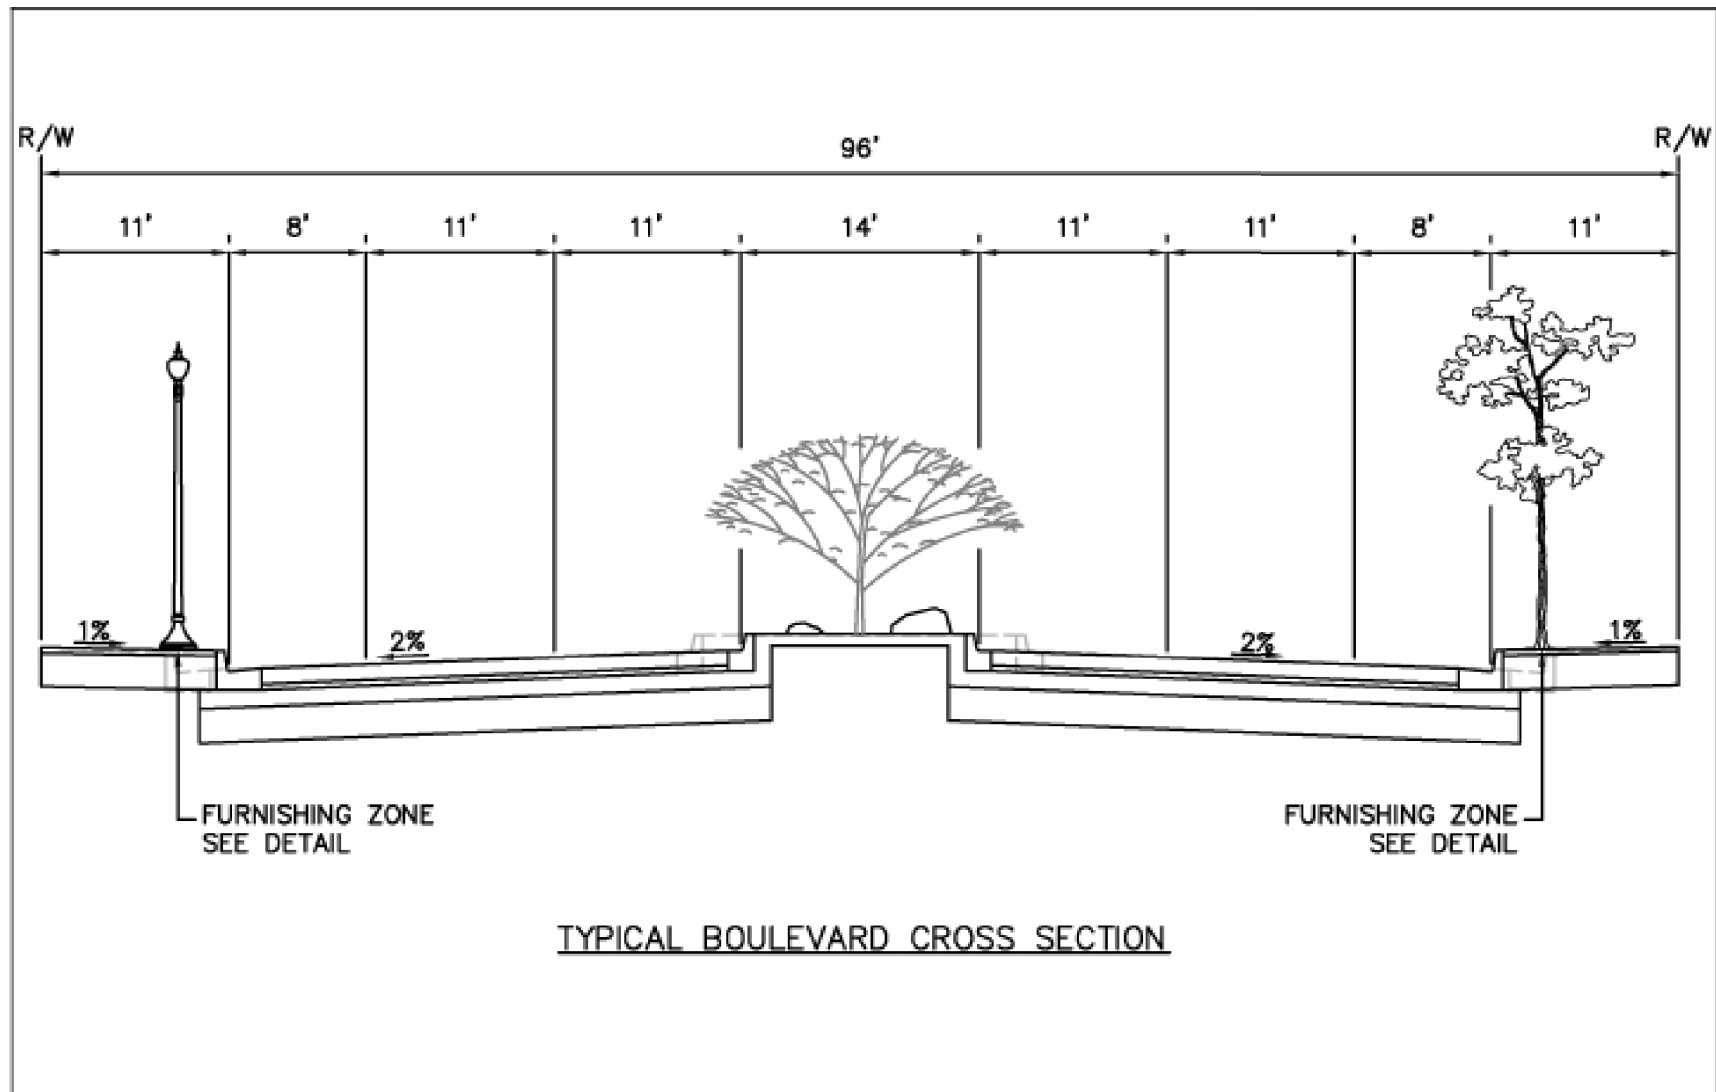 R/W
R/W
96'
11' 8' 11' 11' 14' 11' 11' 8' 11'
1% 2% 2% 1%
FURNISHING ZONE
SEE DETAIL
FURNISHING ZONE
SEE DETAIL
TYPICAL BOULEVARD CROSS SECTION